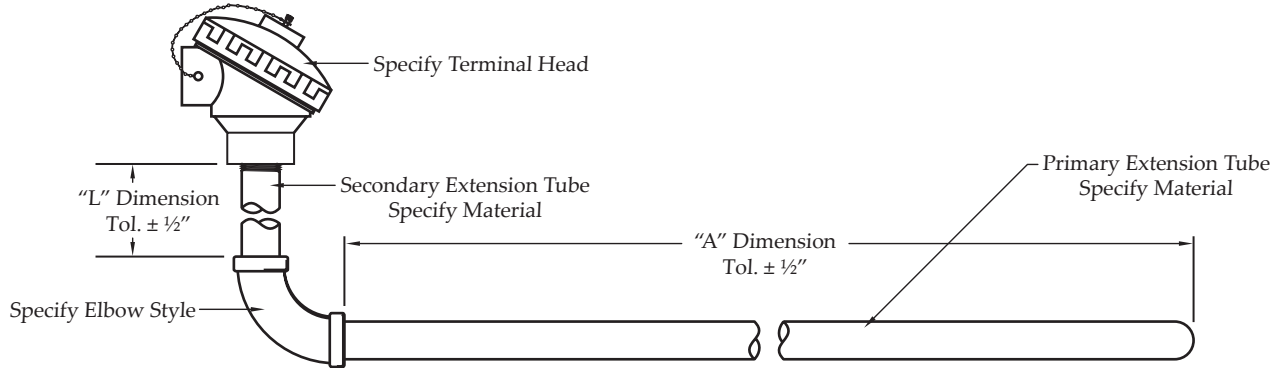 Specify Terminal Head
Primary Extension Tube
Specify Material
Secondary Extension Tube
Specify Material
“L” Dimension
Tol. ± ½”
“A” Dimension
Tol. ± ½”
Specify Elbow Style